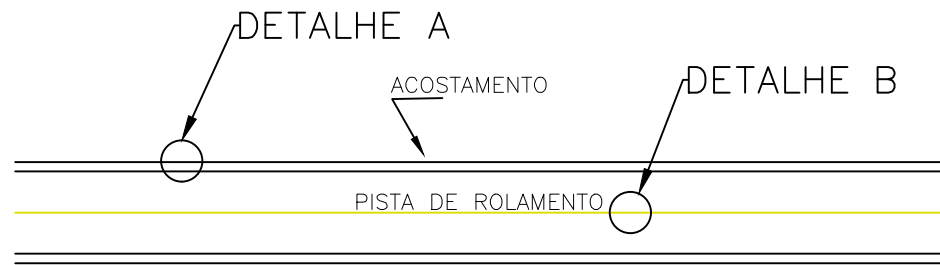 DETALHE A
ACOSTAMENTO
DETALHE B
PISTA DE ROLAMENTO